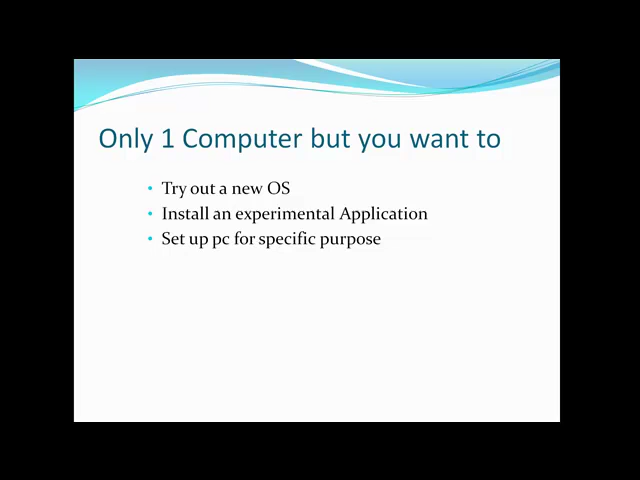 Only 1 Computer but you want to
• Try out a new OS
• Install an experimental Application
• Set up pc for specific purpose